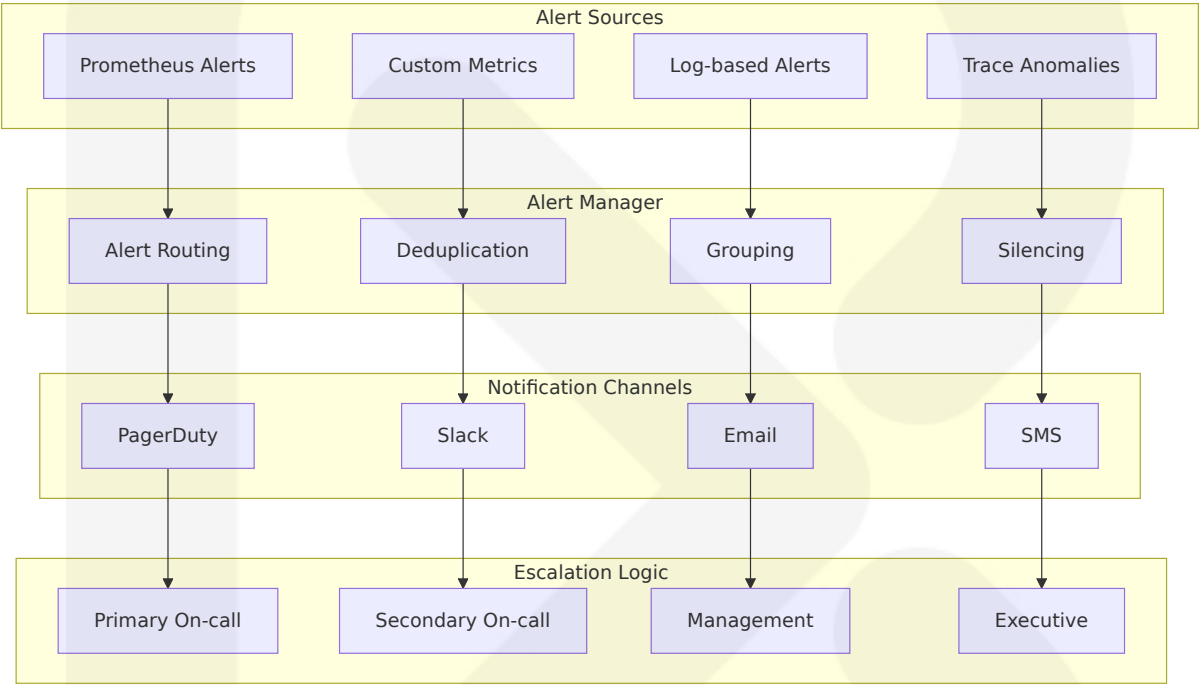 Alert Sources
Prometheus Alerts
Custom Metrics
Log-based Alerts
Trace Anomalies
Alert Manager
Alert Routing
Deduplication
Grouping
Silencing
Notification Channels
PagerDuty
Slack
Email
SMS
Escalation Logic
Primary On-call
Secondary On-call
Management
Executive